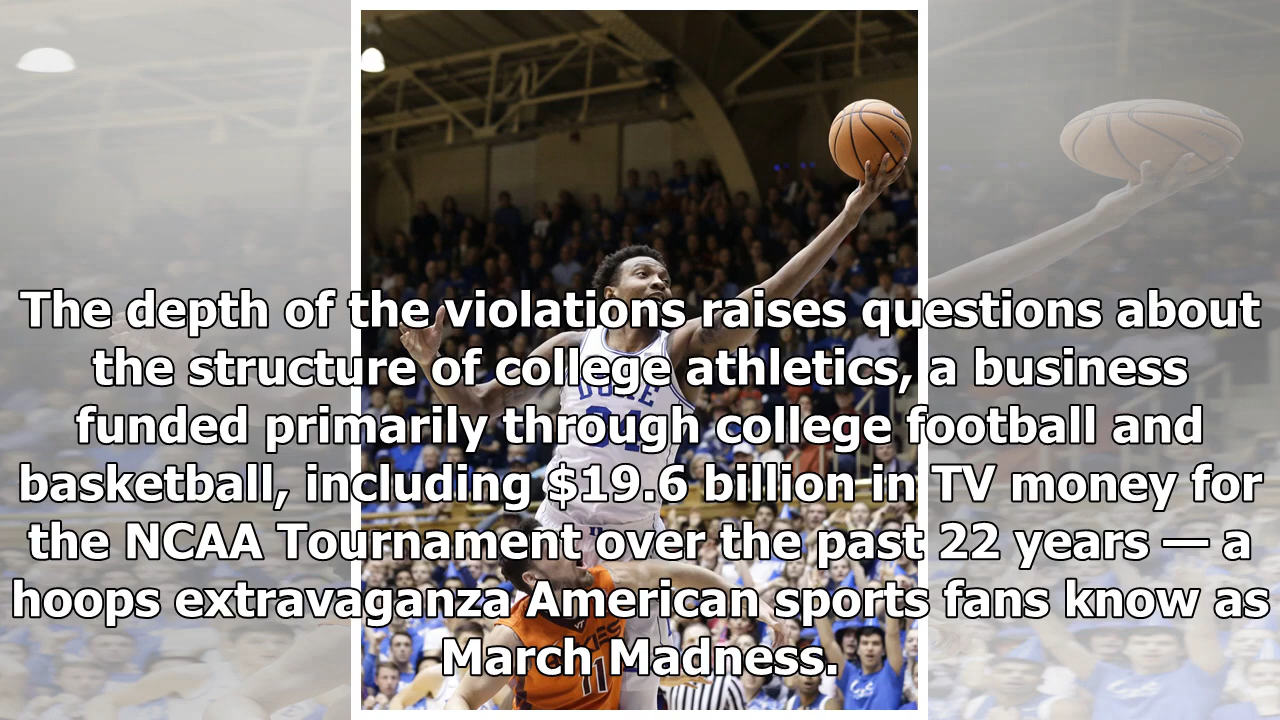 The depth of the violations raises questions about
the structure of college athletics, a business
funded primarily through college football and
basketball, including $19.6 billion in TV money for
the NCAA Tournament over the past 22 years — a
hoops extravaganza American sports fans know as
March Madness.
DUKE
11